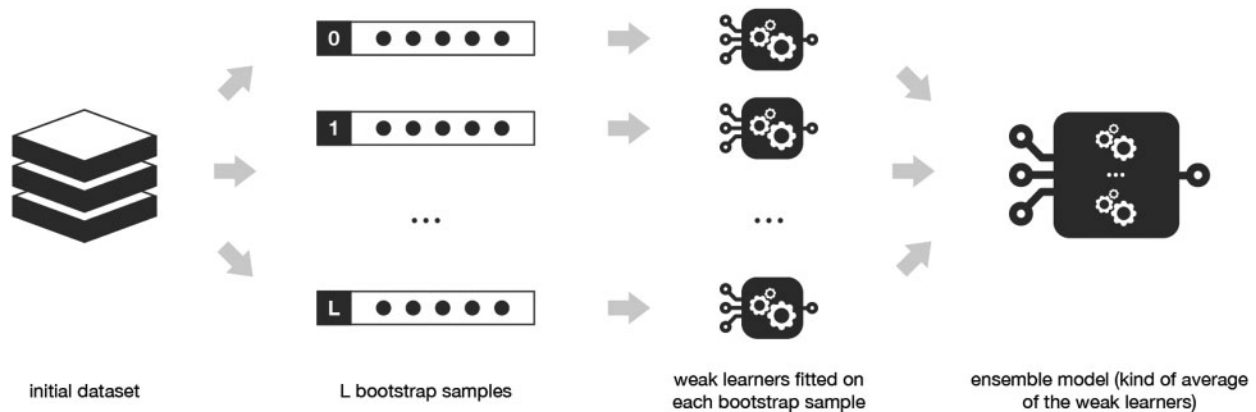 0
1
...
...
...
L
initial dataset
L bootstrap samples
weak learners fitted on
each bootstrap sample
ensemble model (kind of average
of the weak learners)